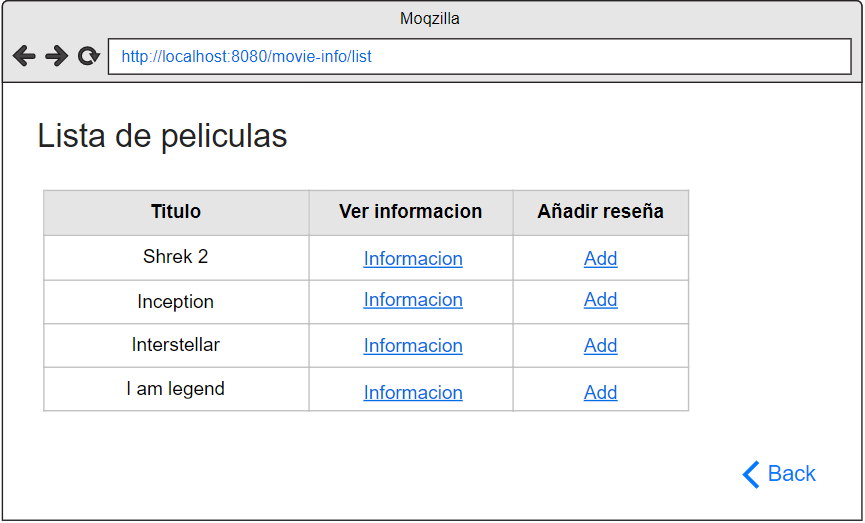 Moqzilla
http://localhost:8080/movie-info/list
Lista de peliculas
Titulo Ver informacion Añadir reseña
Shrek 2 Informacion Add
Inception Informacion Add
Interstellar Informacion Add
I am legend Informacion Add
Back